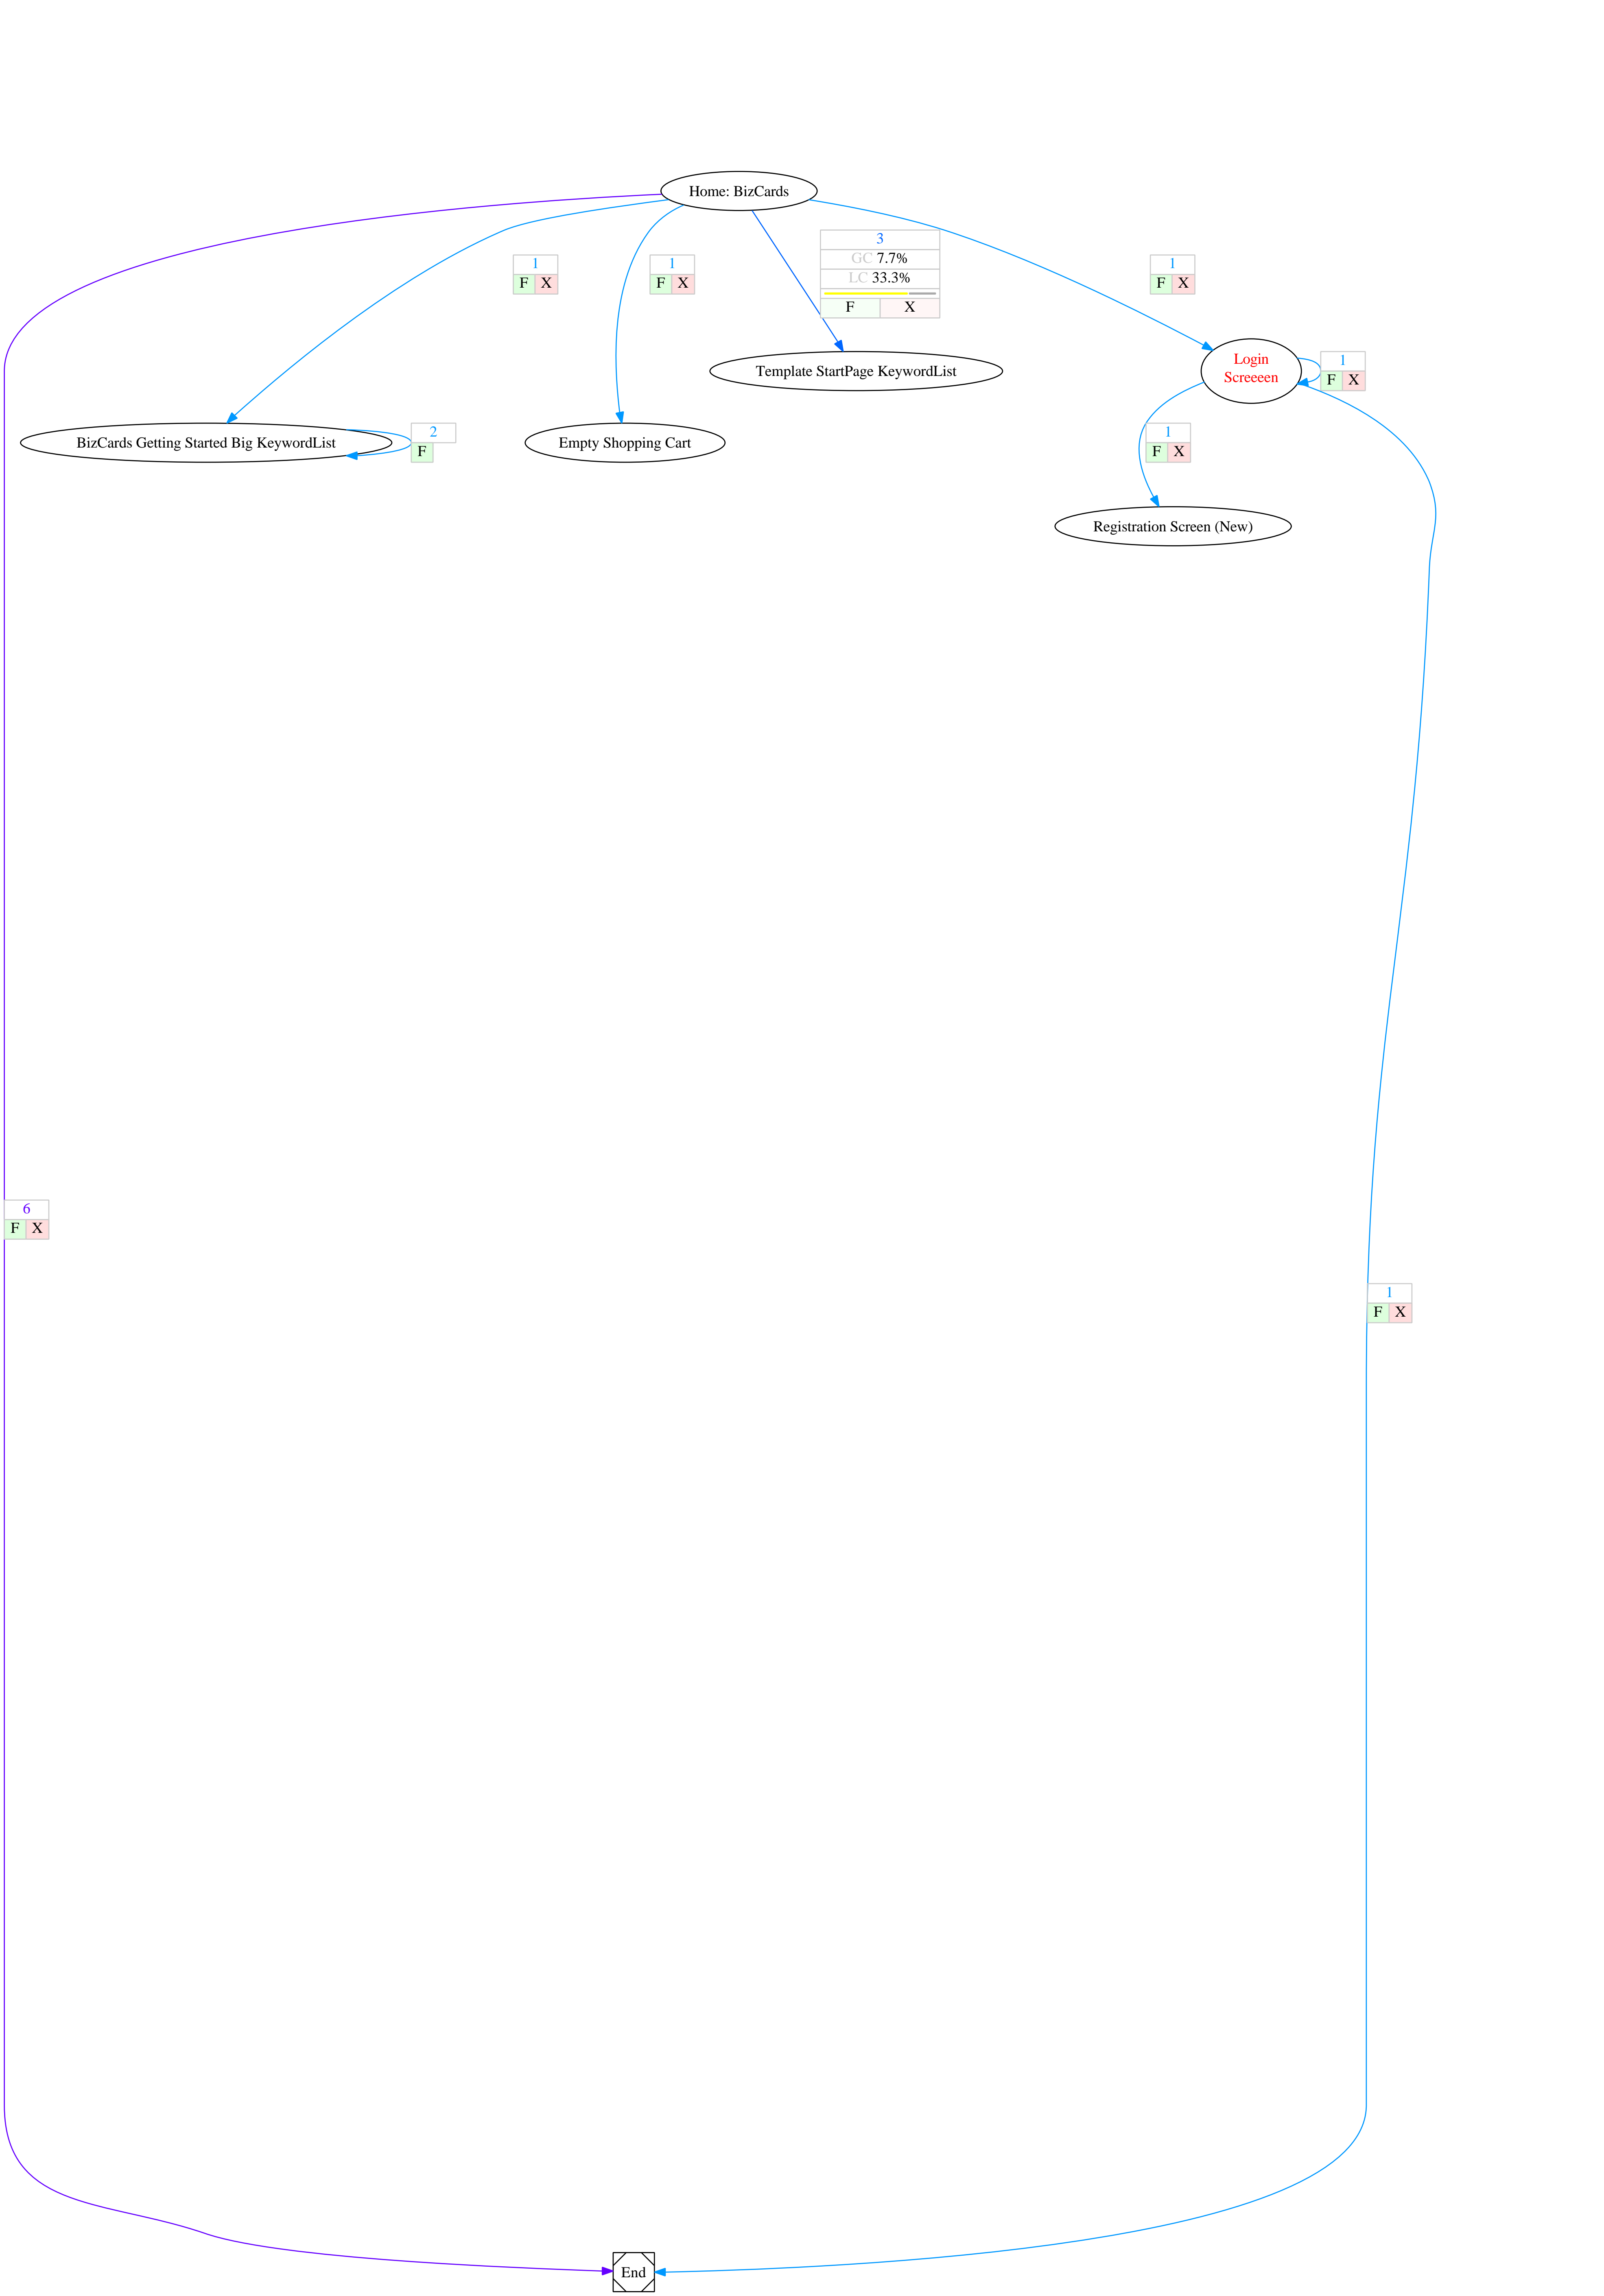 Home: BizCards
3
GC 7.7%
LC 33.3%
F X
1
F X
1
F X
1
F X
Login
Screeeen
1
F X
Template StartPage KeywordList
BizCards Getting Started Big KeywordList
2
F
Empty Shopping Cart
1
F X
Registration Screen (New)
6
F X
1
F X
End